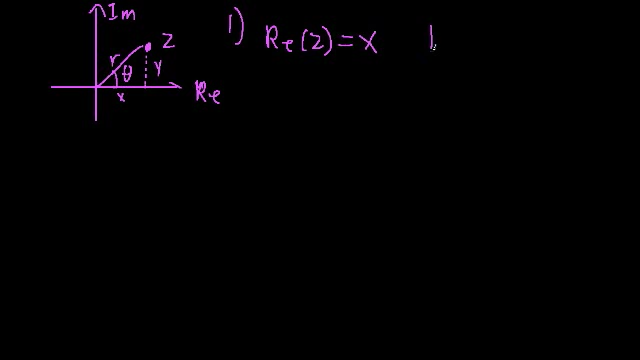 Im
1) Re(z) = x
z
r θ y
x
Re